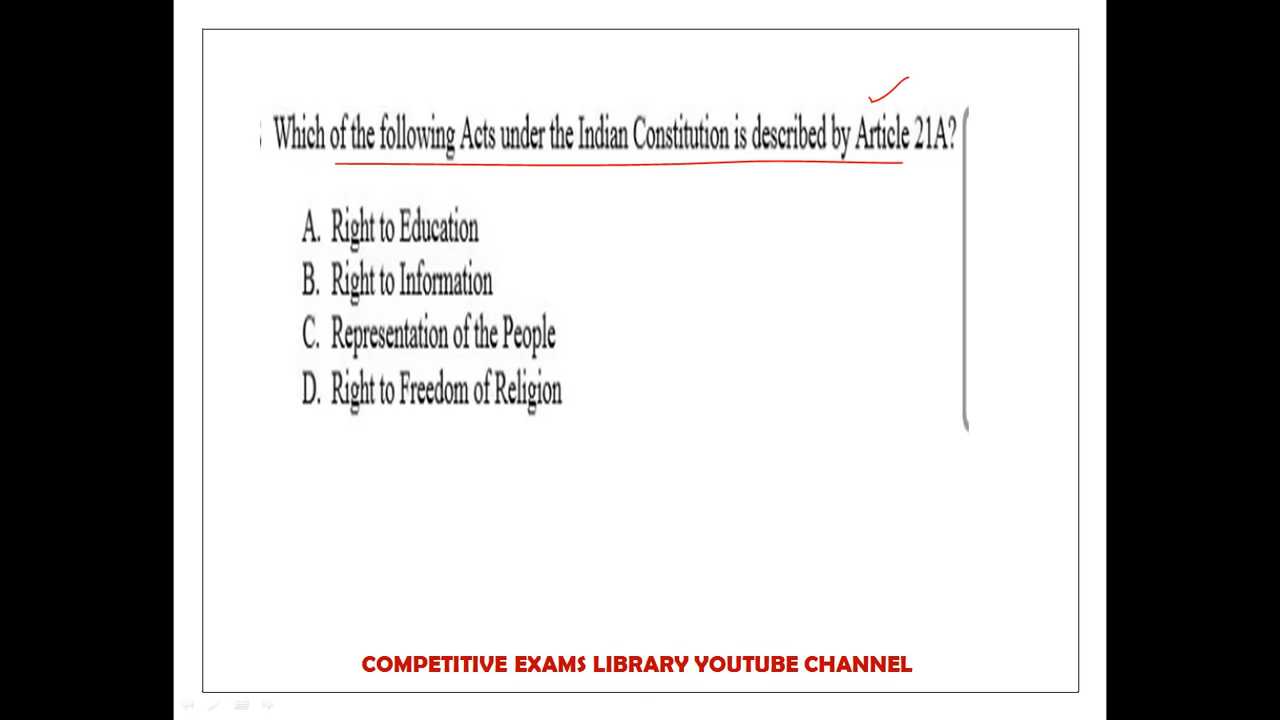 Which of the following Acts under the Indian Constitution is described by Article 21A?
A. Right to Education
B. Right to Information
C. Representation of the People
D. Right to Freedom of Religion
COMPETITIVE EXAMS LIBRARY YOUTUBE CHANNEL